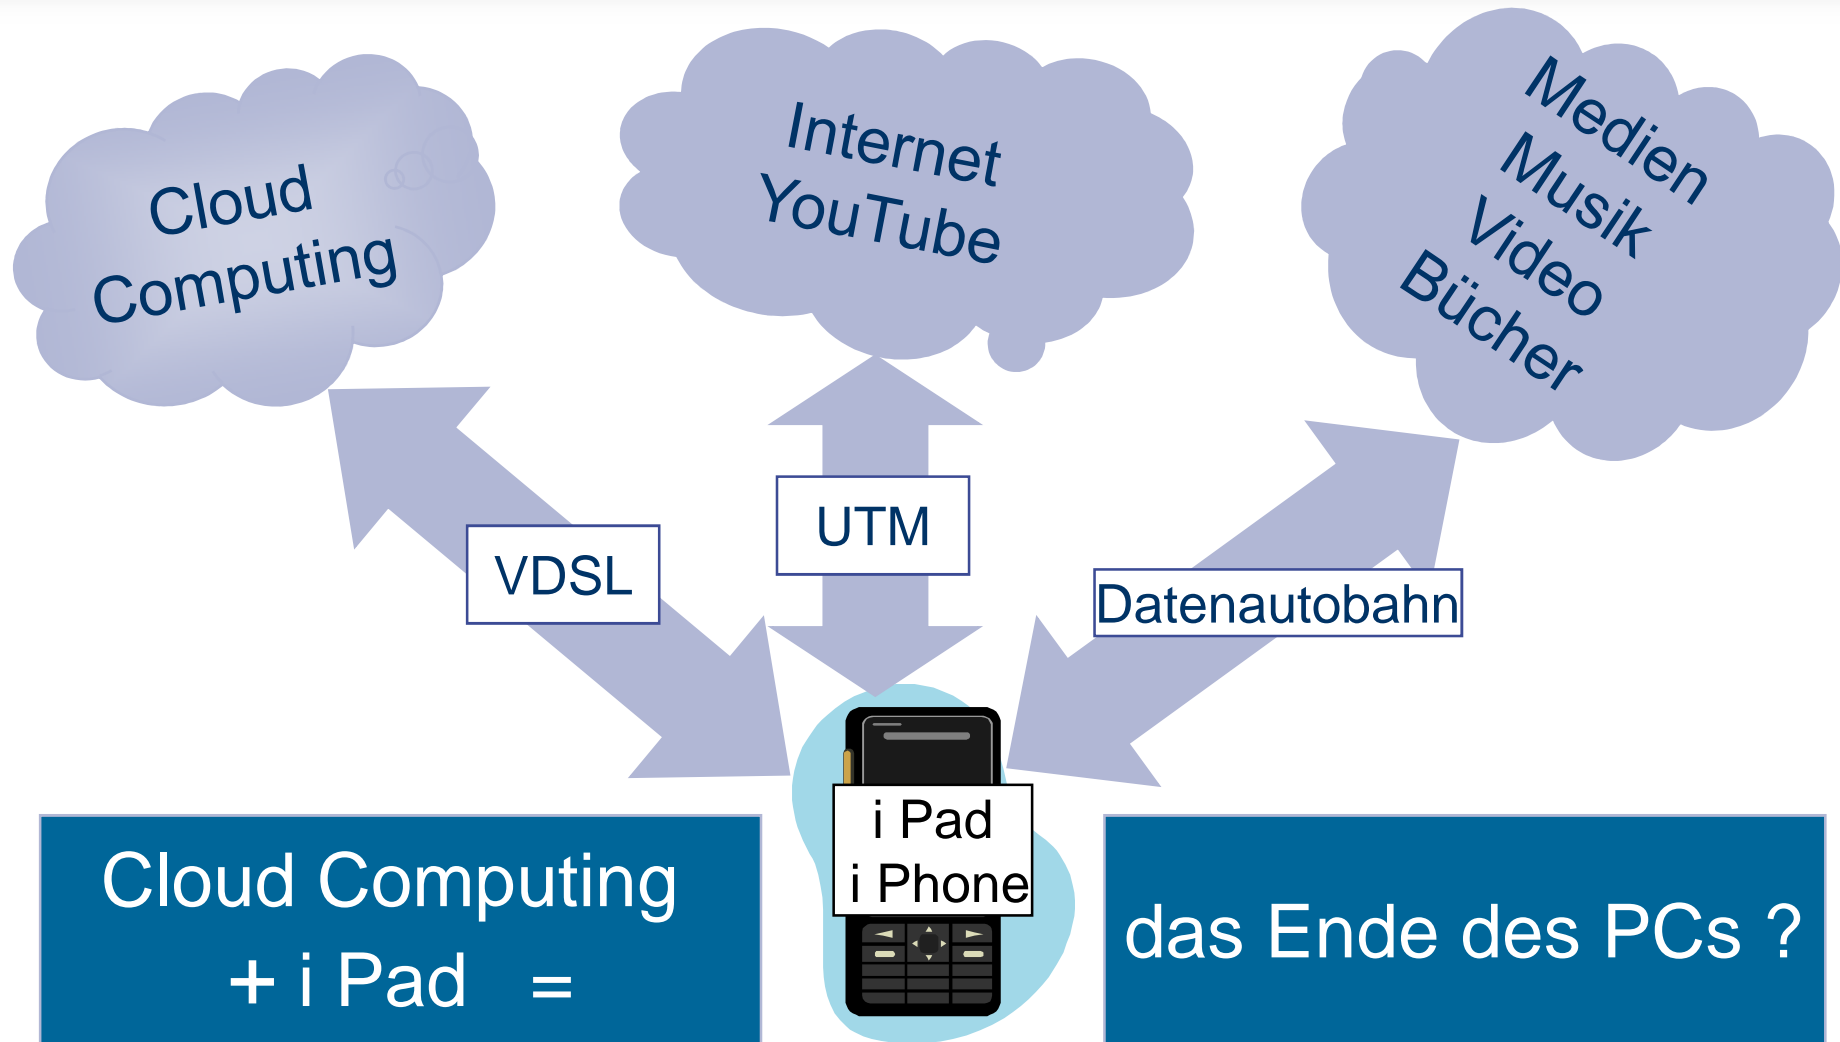 Cloud
Computing
Internet
YouTube
Medien
Musik
Video
Bücher
VDSL
UTM
Datenautobahn
i Pad
i Phone
Cloud Computing
+ i Pad =
das Ende des PCs ?